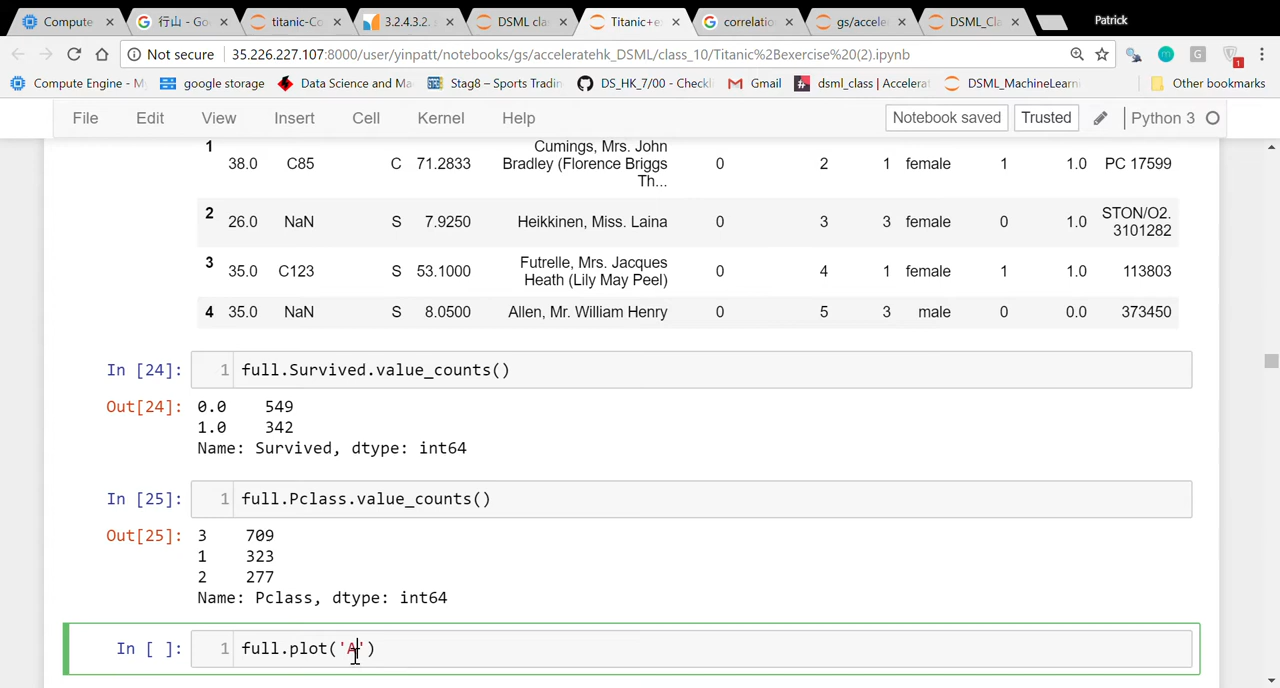 Compute
行山 - Go
titanic-Co
3.2.4.3.2.
DSML cla
Titanic+e
correlatio
gs/accele
DSML_Cla
Patrick
Not secure
35.226.227.107:8000/user/yinpatt/notebooks/gs/acceleratehk_DSML/class_10/Titanic%2Bexercise%20(2).ipynb
Compute Engine - My
google storage
Data Science and Ma
Stag8 – Sports Tradin
DS_HK_7/00 - Checkl
Gmail
dsml_class | Accelerat
DSML_MachineLearni
Other bookmarks
File Edit View Insert Cell Kernel Help
Notebook saved
Trusted
Python 3
1 38.0 C85 C 71.2833 Cumings, Mrs. John
Bradley (Florence Briggs
Th... 0 2 1 female 1 1.0 PC 17599
2 26.0 NaN S 7.9250 Heikkinen, Miss. Laina 0 3 3 female 0 1.0 STON/O2.
3101282
3 35.0 C123 S 53.1000 Futrelle, Mrs. Jacques
Heath (Lily May Peel) 0 4 1 female 1 1.0 113803
4 35.0 NaN S 8.0500 Allen, Mr. William Henry 0 5 3 male 0 0.0 373450
In [24]: 1 full.Survived.value_counts()
Out[24]: 0.0 549
1.0 342
Name: Survived, dtype: int64
In [25]: 1 full.Pclass.value_counts()
Out[25]: 3 709
1 323
2 277
Name: Pclass, dtype: int64
In [ ]: 1 full.plot('A')